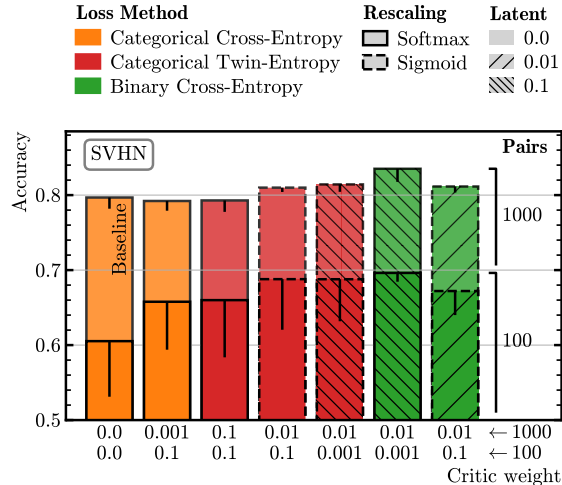 Loss Method
Categorical Cross-Entropy
Categorical Twin-Entropy
Binary Cross-Entropy
Rescaling
Softmax
Sigmoid
Latent
0.0
0.01
0.1
Accuracy
SVHN
Baseline
Pairs
1000
100
0.8
0.7
0.6
0.5
0.0 0.001 0.1 0.01 0.01 0.01 0.01 ←1000
0.0 0.1 0.1 0.1 0.001 0.001 0.1 ←100
Critic weight